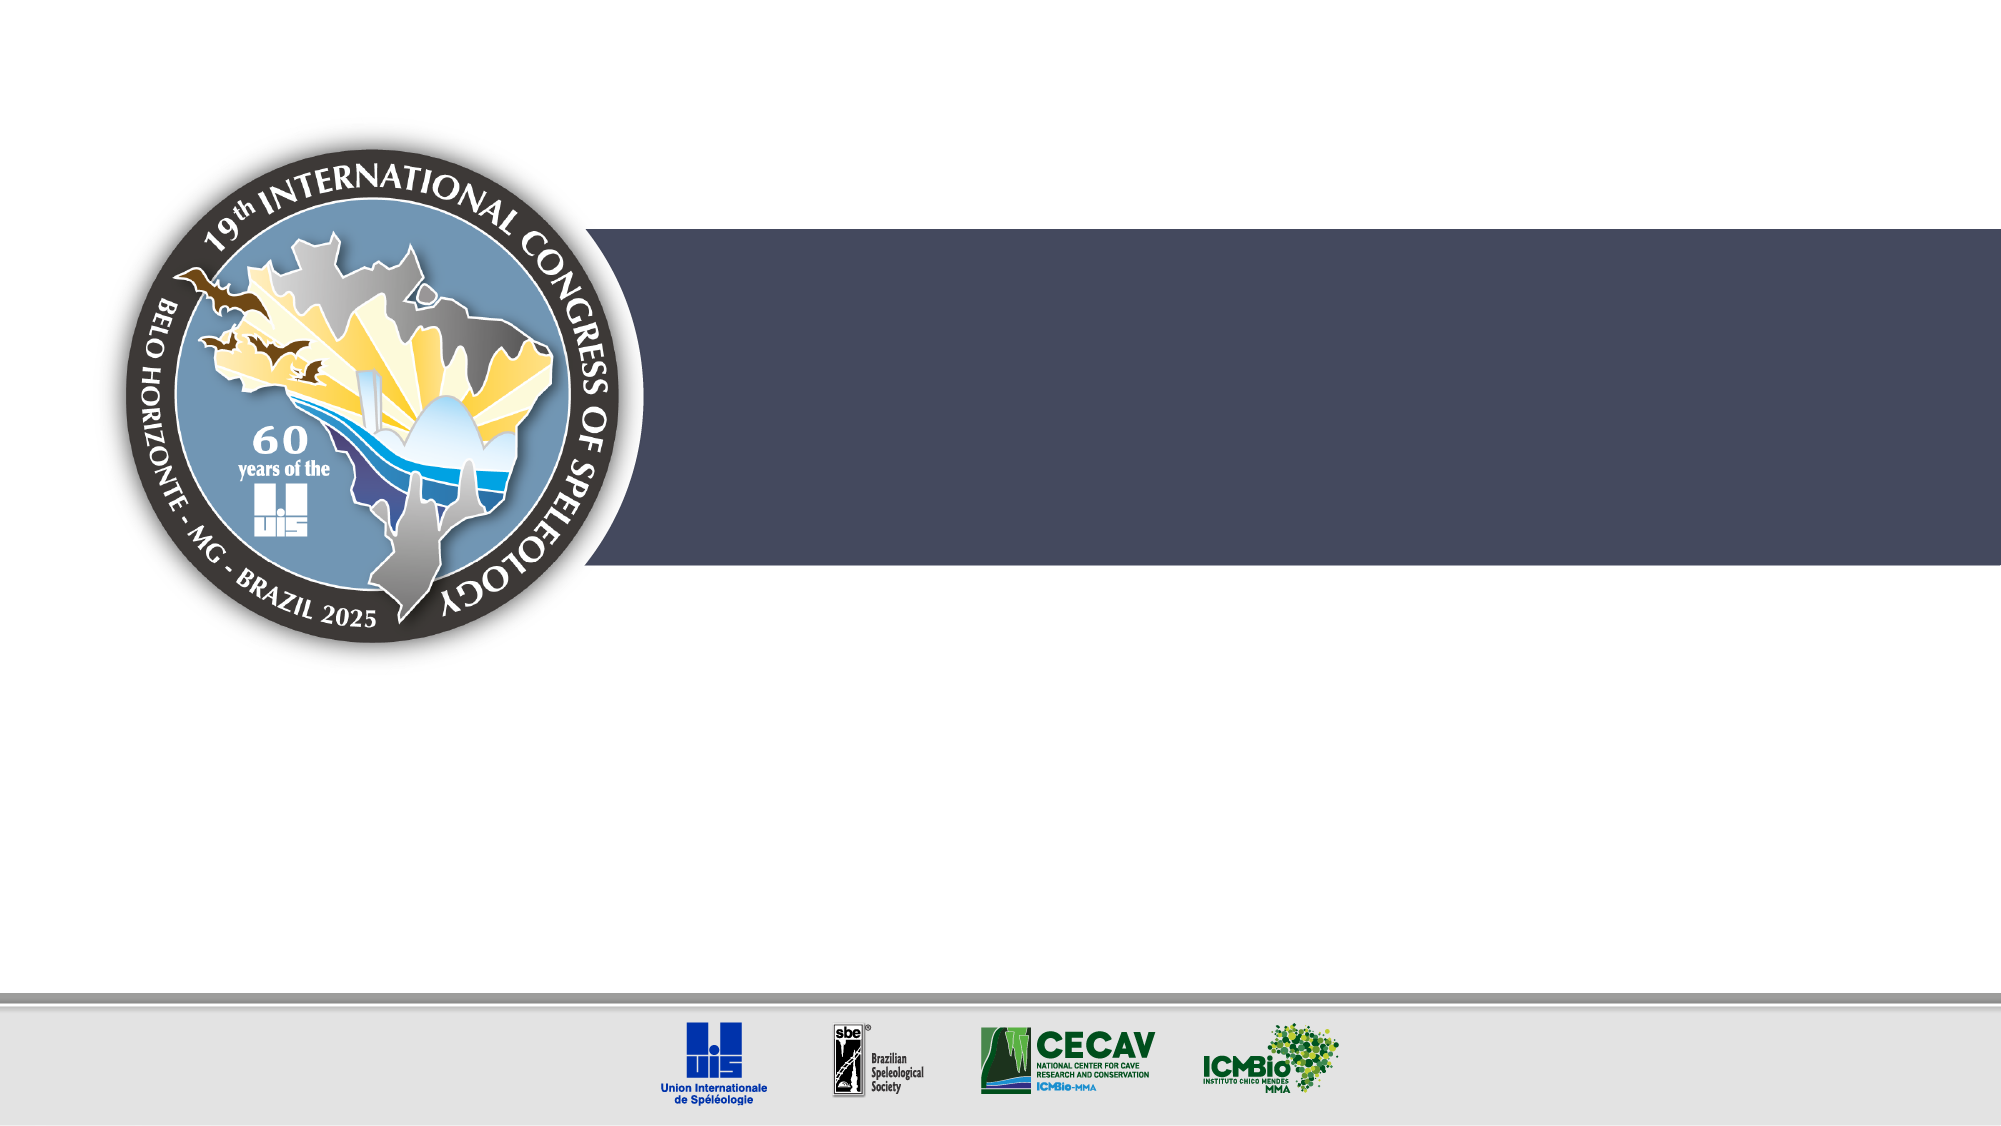 19th INTERNATIONAL CONGRESS OF SPELEOLOGY
BELO HORIZONTE - MG - BRAZIL 2025
60
years of the
uis
uis
Union Internationale
de Spéléologie
sbe®
Brazilian
Speleological
Society
CECAV
NATIONAL CENTER FOR CAVE
RESEARCH AND CONSERVATION
ICMBio-MMA
ICMBio
INSTITUTO CHICO MENDES
MMA